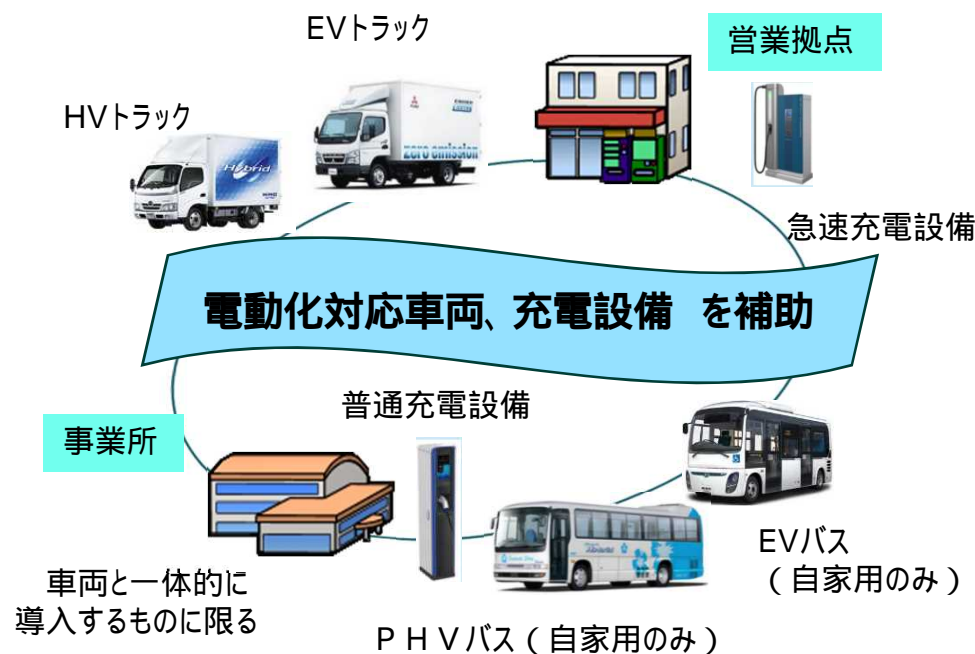 EVトラック
営業拠点
HVトラック
Hybrid
zero emission
急速充電設備
電動化対応車両、充電設備 を補助
普通充電設備
事業所
EVバス
(自家用のみ)
車両と一体的に
導入するものに限る
PHVバス(自家用のみ)